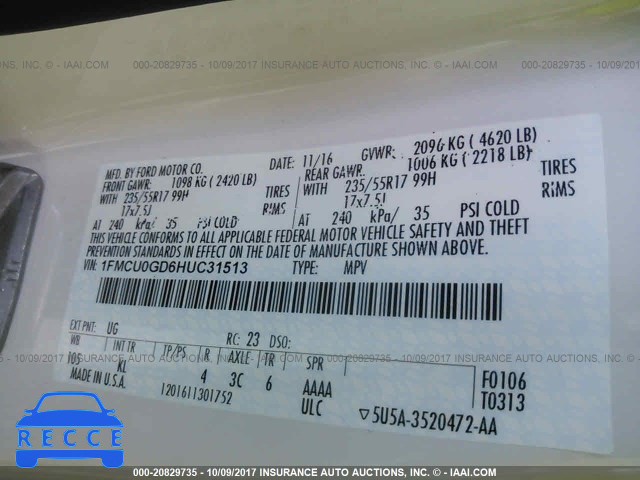 000-20829735 - 10/09/2017 INSURANCE AUTO AUCTIONS, INC. - © IAAI.COM
MFD. BY FORD MOTOR CO. DATE: 11/16 GVWR: 2096 KG ( 4620 LB)
FRONT GAWR: 1098 KG ( 2420 LB) REAR GAWR: 1006 KG ( 2218 LB)
WITH 235/55R17 99H TIRES WITH 235/55R17 99H TIRES
17x7.5J RIMS 17x7.5J RIMS
AT 240 kPa/ 35 PSI COLD AT 240 kPa/ 35 PSI COLD
THIS VEHICLE CONFORMS TO ALL APPLICABLE FEDERAL MOTOR VEHICLE SAFETY AND THEFT
PREVENTION STANDARDS IN EFFECT ON THE DATE OF MANUFACTURE SHOWN ABOVE.
VIN: 1FMCU0GD6HUC31513 TYPE: MPV
EXT PNT: UG RC: 23 DSO:
WB INT TR TP/PS R AXLE TR SPR
105 KL 4 3C 6 AAAA F0106
MADE IN U.S.A. 1201611301752 ULC T0313
▽5U5A-3520472-AA
RECCE
000-20829735 - 10/09/2017 INSURANCE AUTO AUCTIONS, INC. - © IAAI.COM